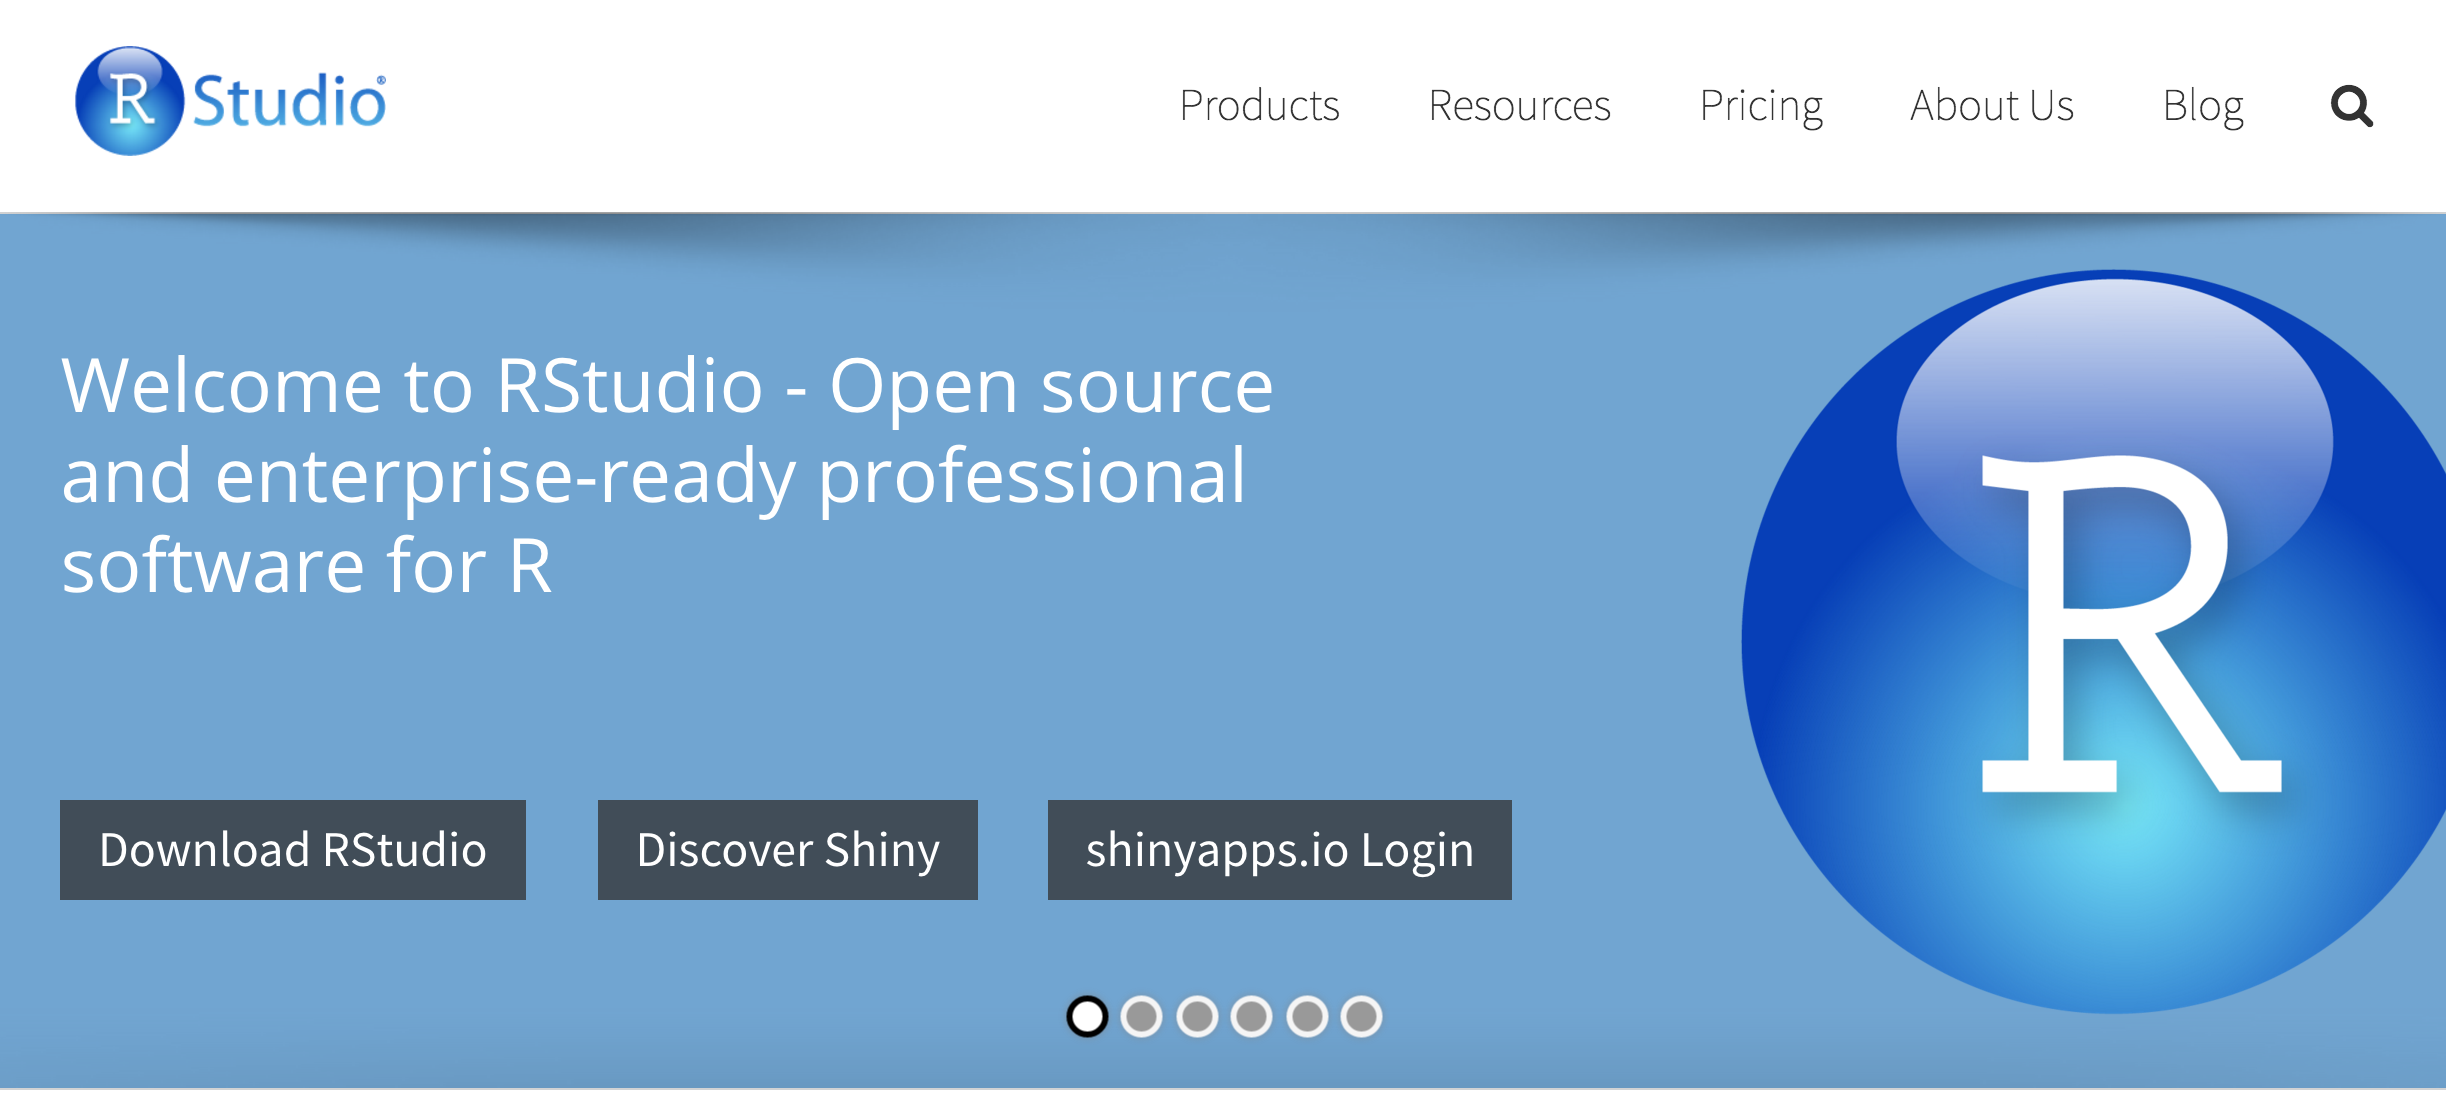 RStudio®
Products Resources Pricing About Us Blog
Welcome to RStudio - Open source
and enterprise-ready professional
software for R
R
Download RStudio Discover Shiny shinyapps.io Login